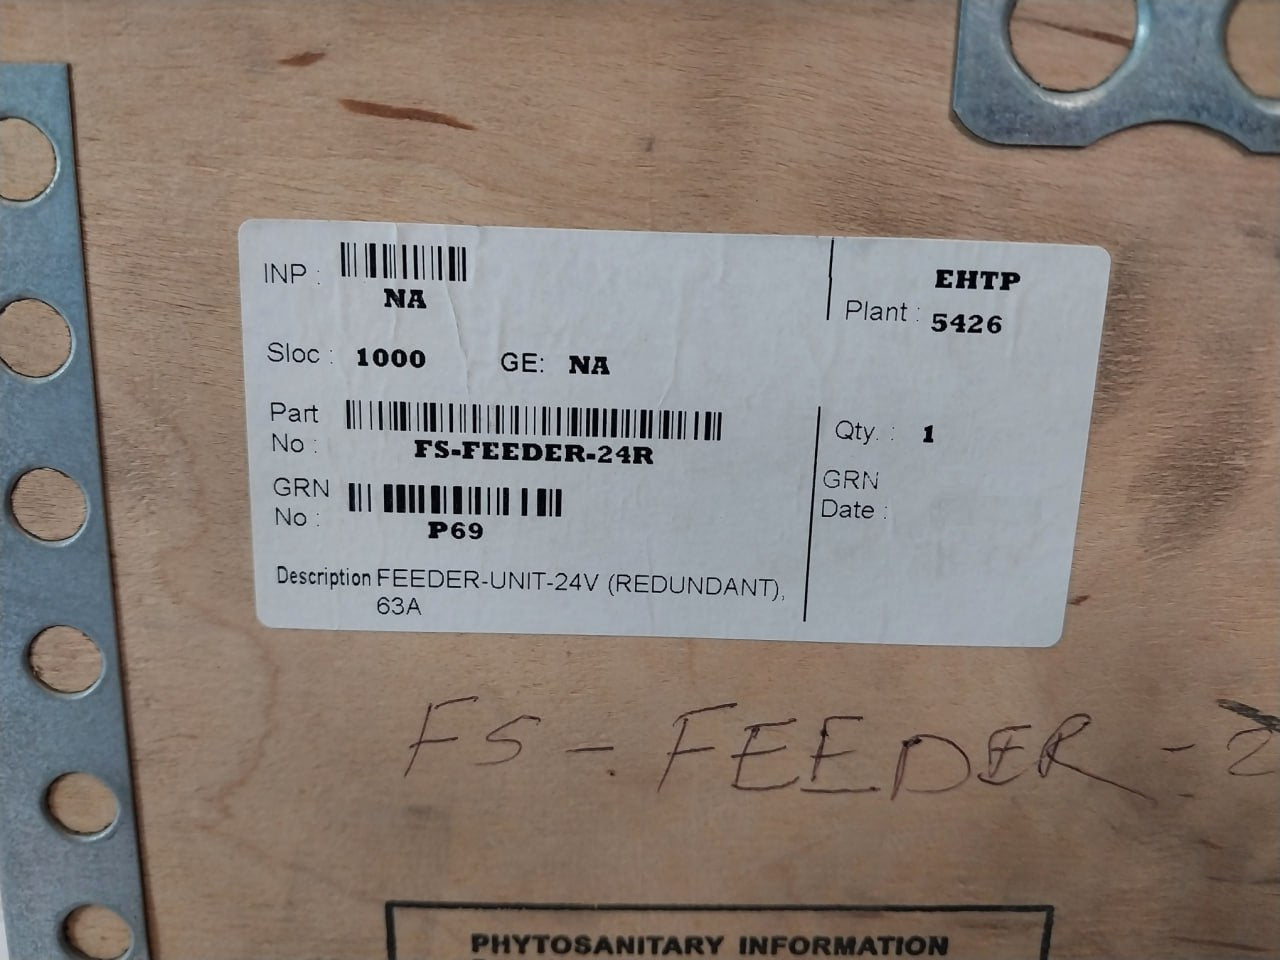 INP :
NA
EHTP
Plant : 5426
Sloc : 1000 GE: NA
Part
No :
FS-FEEDER-24R
Qty. : 1
GRN
No :
P69
GRN
Date :
Description FEEDER-UNIT-24V (REDUNDANT),
63A
FS - FEEDER - 2
PHYTOSANITARY INFORMATION